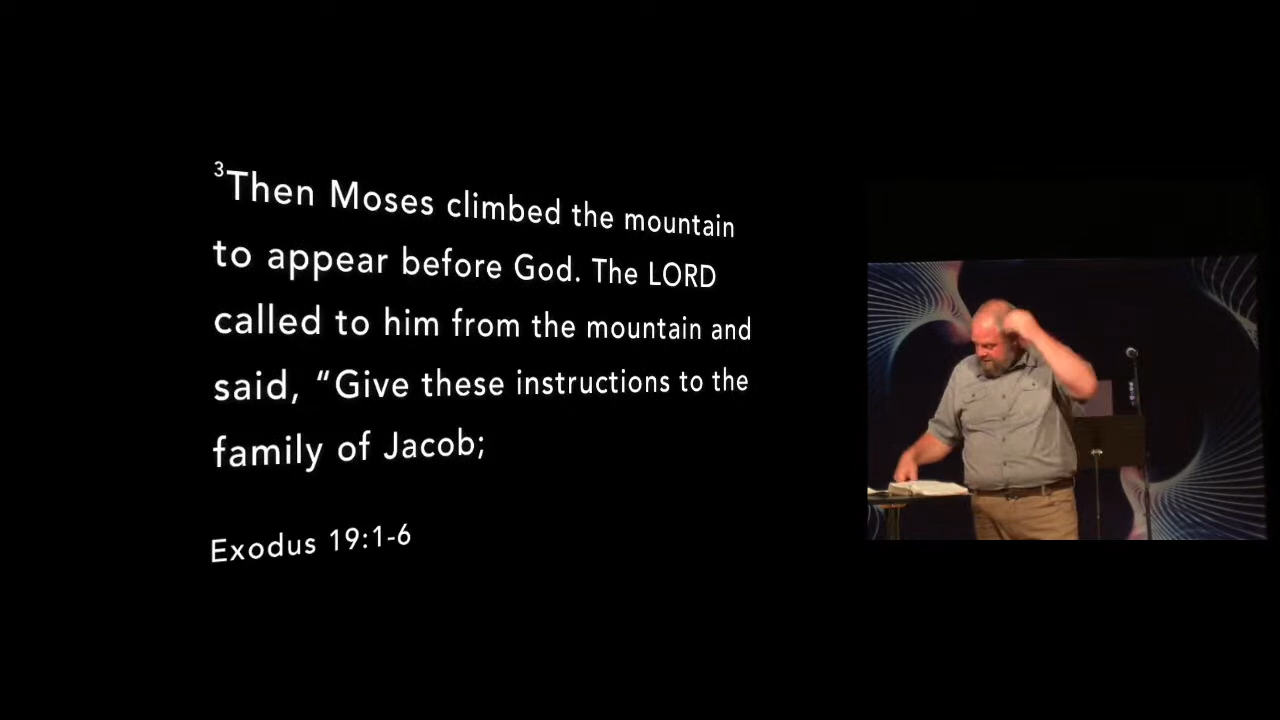 3Then Moses climbed the mountain
to appear before God. The LORD
called to him from the mountain and
said, “Give these instructions to the
family of Jacob;
Exodus 19:1-6